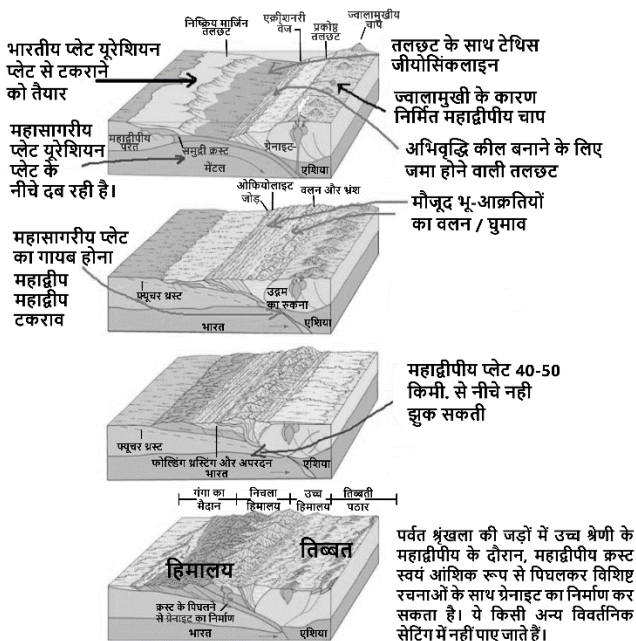 निष्क्रिय मार्जिन
तलछट
एक्रीशनरी
वेज
प्रकोष्ठ
तलछट
ज्वालामुखीय
चाप
भारतीय प्लेट यूरेशियन
प्लेट से टकराने
को तैयार
तलछट के साथ टेथिस
जीयोसिंकलाइन
ज्वालामुखी के कारण
निर्मित महाद्वीपीय चाप
महासागरीय
प्लेट यूरेशियन
प्लेट के
नीचे दब रही है।
महाद्वीपीय
परत
समुद्री क्रस्ट
मेंटल
ग्रेनाइट
एशिया
अभिवृद्धि कील बनाने के लिए
जमा होने वाली तलछट
ओफियोलाइट
जोड़
वलन और भ्रंश
मौजूद भू-आक्रतियों
का वलन / घुमाव
महासागरीय प्लेट
का गायब होना
महाद्वीप
महाद्वीप
टकराव
फ्यूचर थ्रस्ट
उद्गम
का रुकना
भारत
एशिया
महाद्वीपीय प्लेट 40-50
किमी. से नीचे नही
झुक सकती
फ्यूचर थ्रस्ट
फोल्डिंग थ्रस्टिंग और अपरदन
भारत
एशिया
गंगा का
मैदान
निचला
हिमालय
उच्च
हिमालय
तिब्बती
पठार
हिमालय
तिब्बत
क्रस्ट के पिघलने
से ग्रेनाइट का निर्माण
भारत
एशिया
पर्वत श्रृंखला की जड़ों में उच्च श्रेणी के
महाद्वीपीय के दौरान, महाद्वीपीय क्रस्ट
स्वयं आंशिक रूप से पिघलकर विशिष्ट
रचनाओं के साथ ग्रेनाइट का निर्माण कर
सकता है। ये किसी अन्य विवर्तनिक
सेटिंग में नहीं पाए जाते हैं।